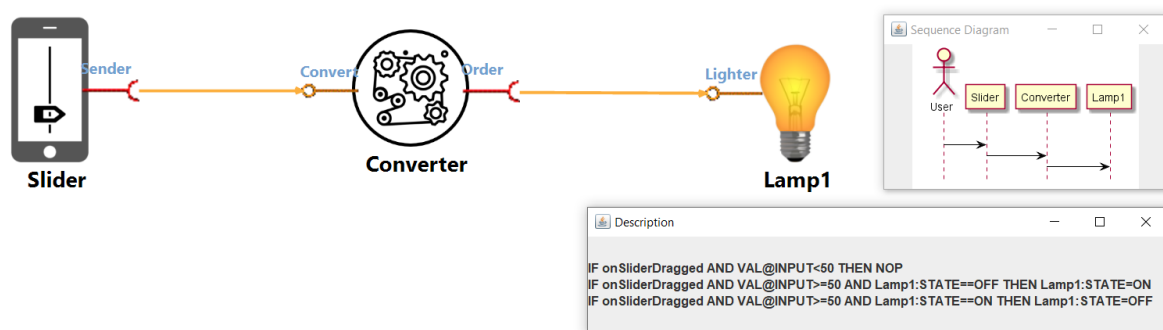 Sender
Convert
Order
Lighter
Slider
Converter
Lamp1
Sequence Diagram
User
Slider
Converter
Lamp1
Description
IF onSliderDragged AND VAL@INPUT<50 THEN NOP
IF onSliderDragged AND VAL@INPUT>=50 AND Lamp1:STATE==OFF THEN Lamp1:STATE=ON
IF onSliderDragged AND VAL@INPUT>=50 AND Lamp1:STATE==ON THEN Lamp1:STATE=OFF